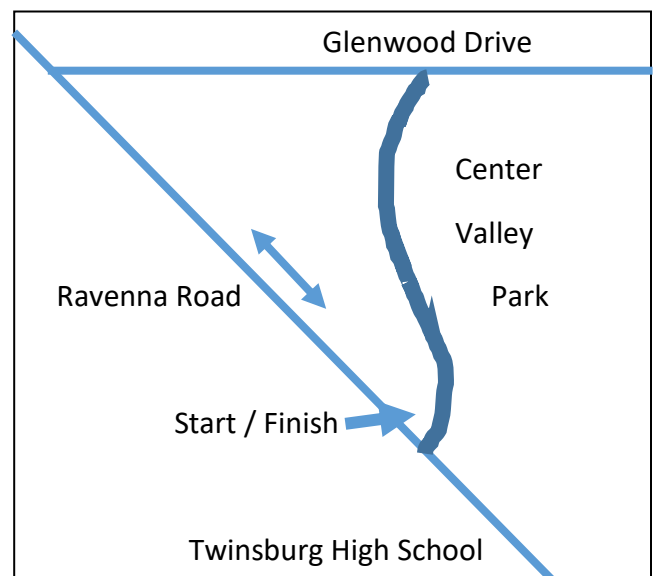 Glenwood Drive
Center
Valley
Park
Ravenna Road
Start / Finish
Twinsburg High School